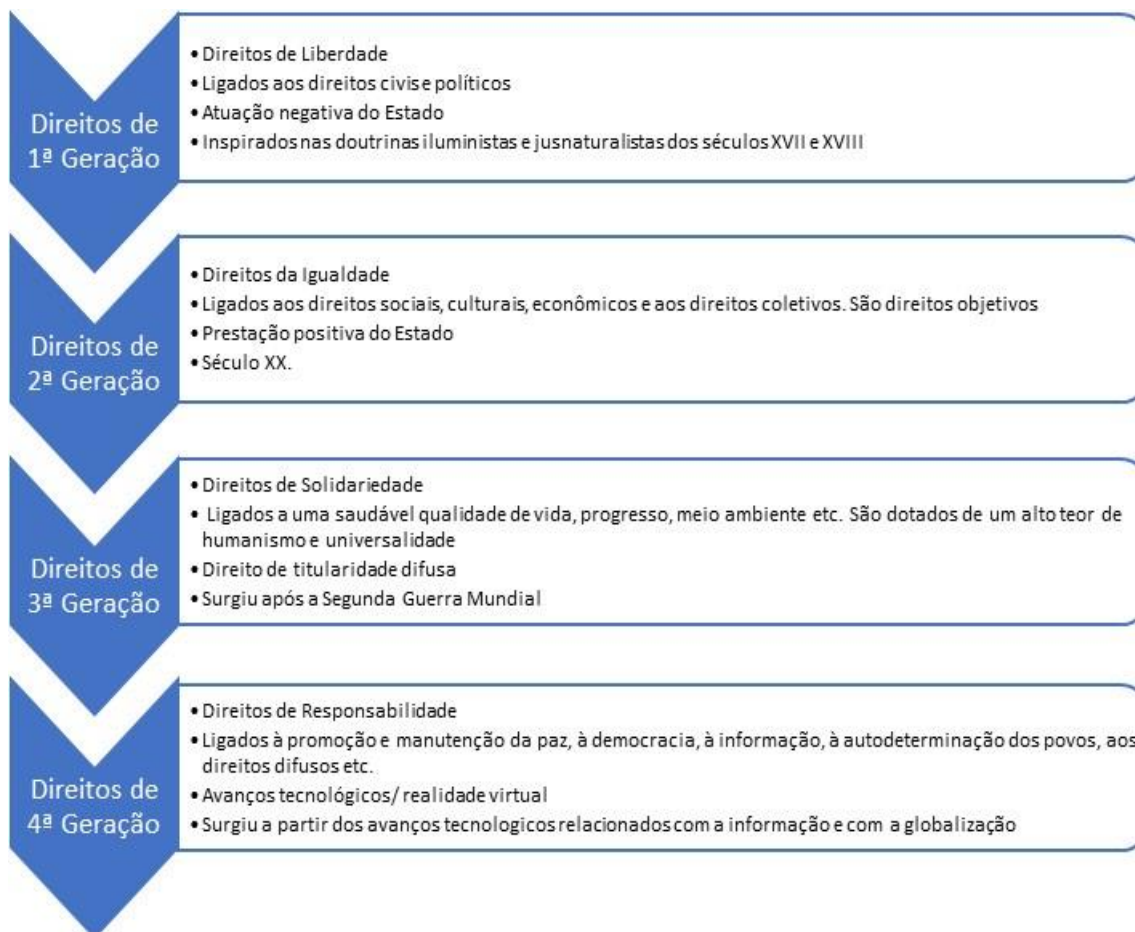 Direitos de
1ª Geração
• Direitos de Liberdade
• Ligados aos direitos civis e políticos
• Atuação negativa do Estado
• Inspirados nas doutrinas iluministas e jusnaturalistas dos séculos XVII e XVIII
Direitos de
2ª Geração
• Direitos da Igualdade
• Ligados aos direitos sociais, culturais, econômicos e aos direitos coletivos. São direitos objetivos
• Prestação positiva do Estado
• Século XX.
Direitos de
3ª Geração
• Direitos de Solidariedade
• Ligados a uma saudável qualidade de vida, progresso, meio ambiente etc. São dotados de um alto teor de
humanismo e universalidade
• Direito de titularidade difusa
• Surgiu após a Segunda Guerra Mundial
Direitos de
4ª Geração
• Direitos de Responsabilidade
• Ligados à promoção e manutenção da paz, à democracia, à informação, à autodeterminação dos povos, aos
direitos difusos etc.
• Avanços tecnológicos/ realidade virtual
• Surgiu a partir dos avanços tecnologicos relacionados com a informação e com a globalização